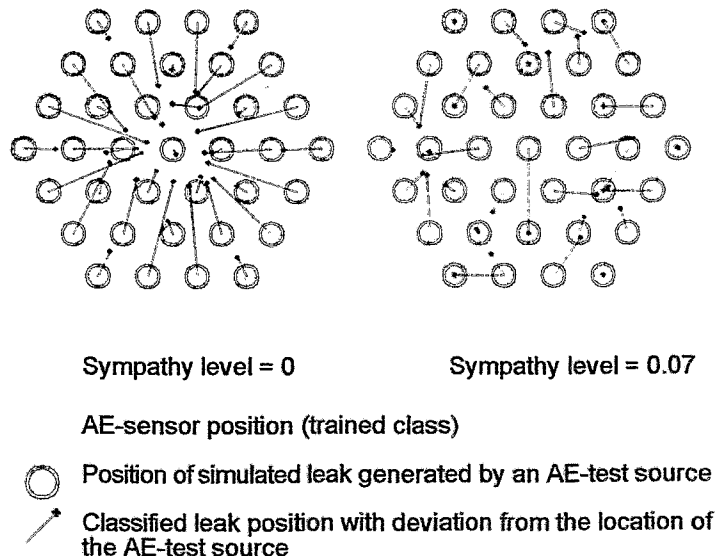 Sympathy level = 0
Sympathy level = 0.07
AE-sensor position (trained class)
Position of simulated leak generated by an AE-test source
Classified leak position with deviation from the location of
the AE-test source